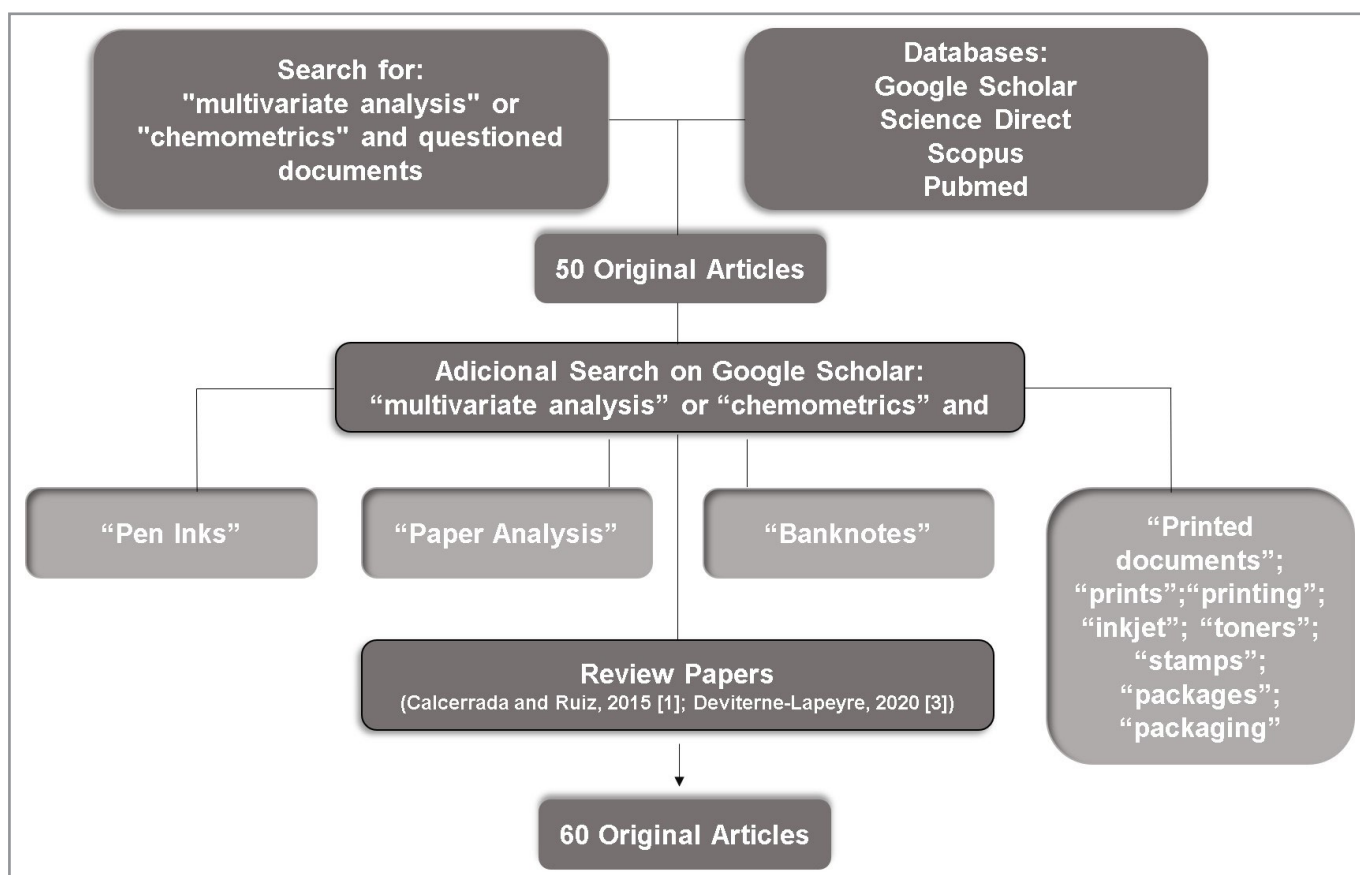 Search for:
"multivariate analysis" or
"chemometrics" and questioned
documents
Databases:
Google Scholar
Science Direct
Scopus
Pubmed
50 Original Articles
Adicional Search on Google Scholar:
“multivariate analysis” or “chemometrics” and
“Pen Inks”
“Paper Analysis”
“Banknotes”
“Printed
documents”;
“prints”;“printing”;
“inkjet”; “toners”;
“stamps”;
“packages”;
“packaging”
Review Papers
(Calcerrada and Ruiz, 2015 [1]; Deviterne-Lapeyre, 2020 [3])
60 Original Articles